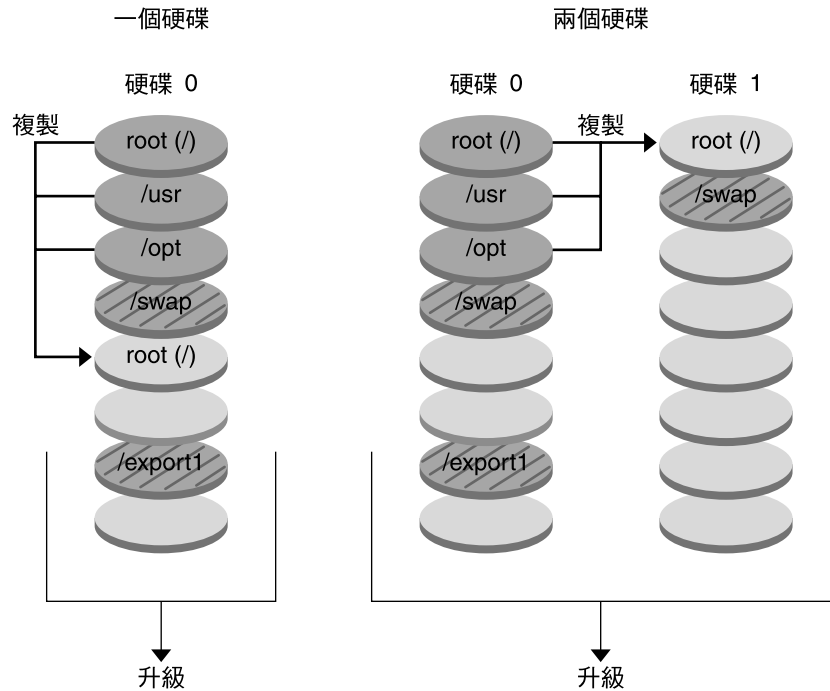 一個硬碟
兩個硬碟
硬碟 0
硬碟 0
硬碟 1
複製
root (/)
/usr
/opt
/swap
root (/)
/export1
root (/)
複製
/usr
/opt
/swap
/export1
root (/)
/swap
升級
升級